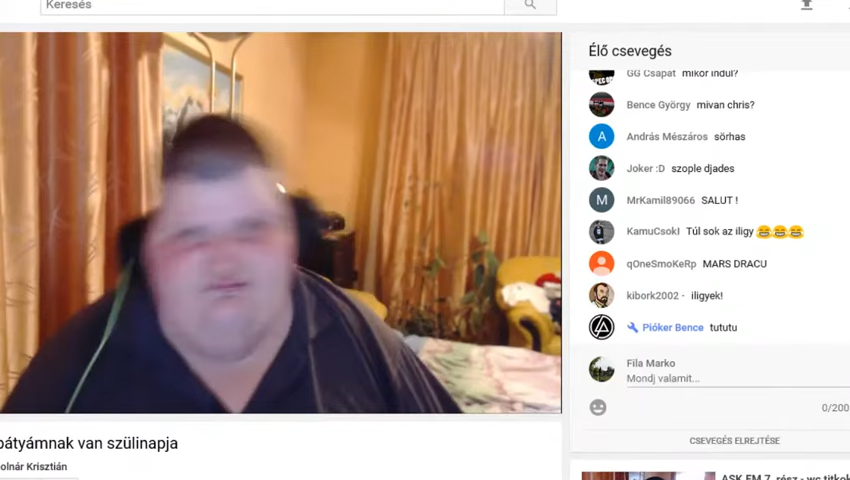 Keresés
Élő csevegés
GG Csapat mikor indul?
Bence György mivan chris?
A András Mészáros sörhas
Joker :D szople djades
M MrKamil89066 SALUT !
KamuCsokI Túl sok az iligy 😂😂😂
qOneSmoKeRp MARS DRACU
kibork2002 · iligyek!
Pióker Bence tututu
Fila Marko
Mondj valamit...
0/200
CSEVEGÉS ELREJTÉSE
bátyámnak van szülinapja
olnár Krisztián
ASK FM 7. rész - wc titkok